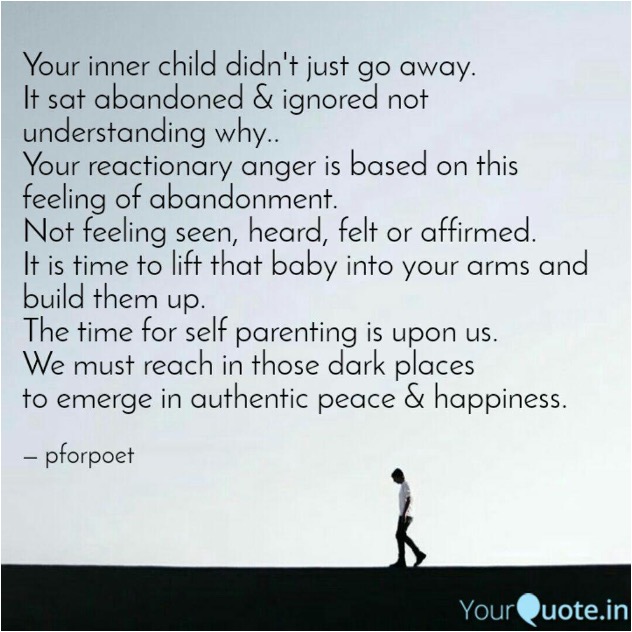 Your inner child didn't just go away.
It sat abandoned & ignored not
understanding why..
Your reactionary anger is based on this
feeling of abandonment.
Not feeling seen, heard, felt or affirmed.
It is time to lift that baby into your arms and
build them up.
The time for self parenting is upon us.
We must reach in those dark places
to emerge in authentic peace & happiness.
– pforpoet
YourQuote.in